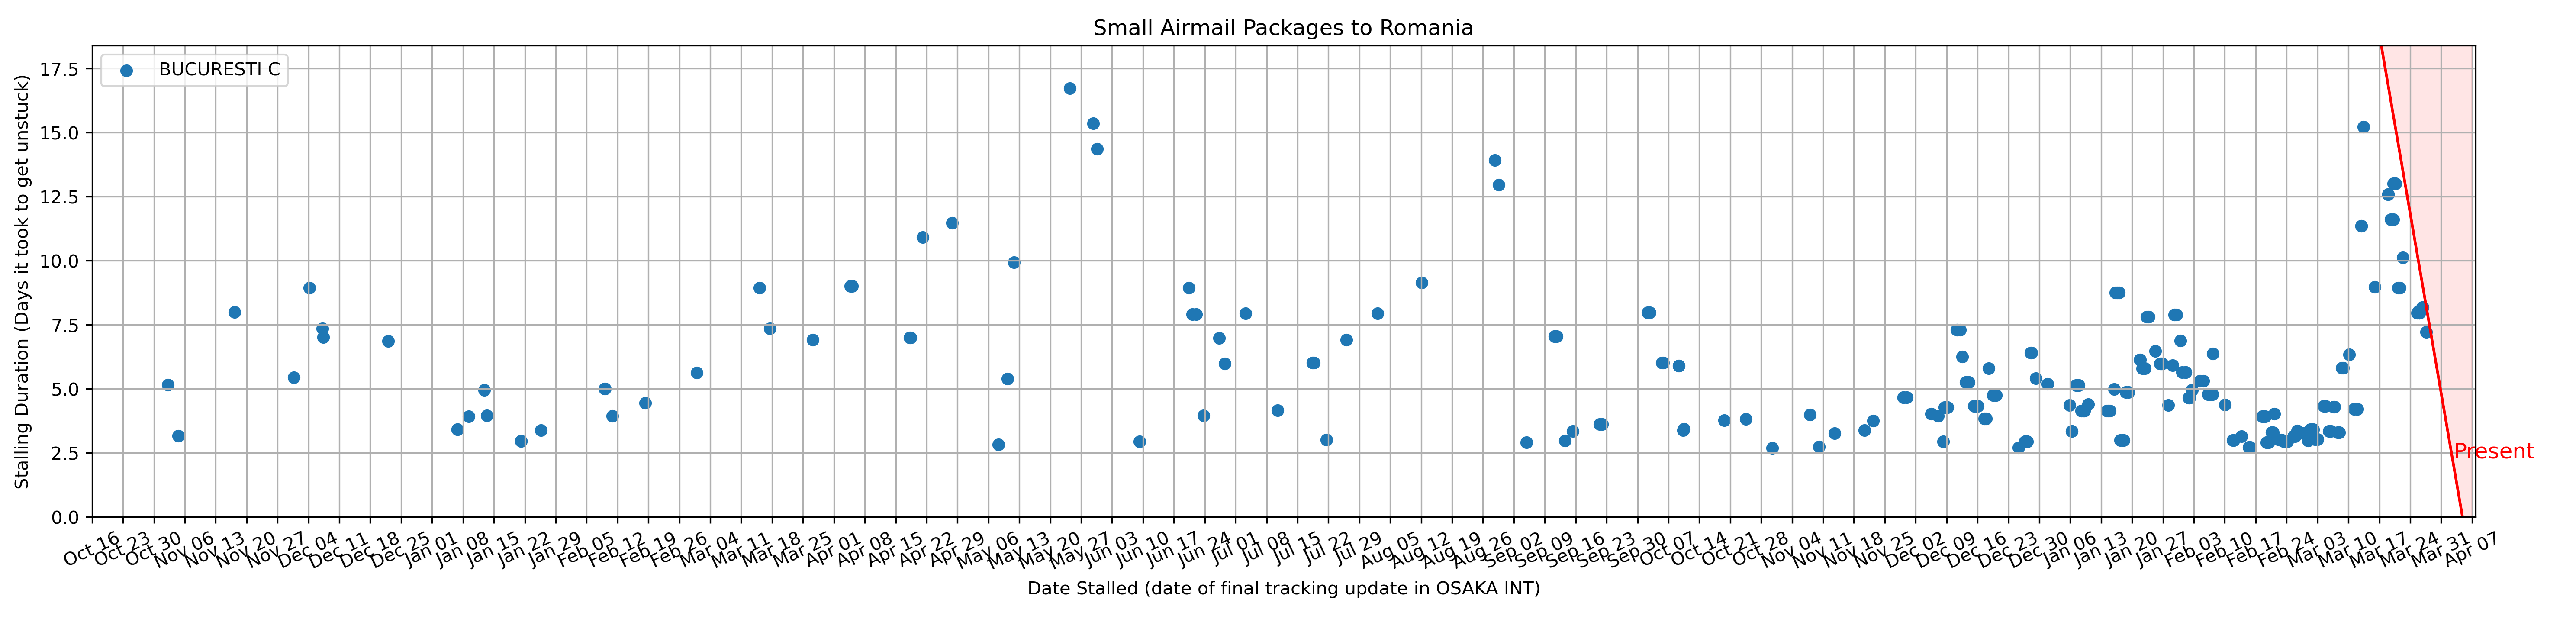 Small Airmail Packages to Romania
BUCURESTI C
Stalling Duration (Days it took to get unstuck)
17.5
15.0
12.5
10.0
7.5
5.0
2.5
0.0
Present
Oct 16
Oct 23
Oct 30
Nov 06
Nov 13
Nov 20
Nov 27
Dec 04
Dec 11
Dec 18
Dec 25
Jan 01
Jan 08
Jan 15
Jan 22
Jan 29
Feb 05
Feb 12
Feb 19
Feb 26
Mar 04
Mar 11
Mar 18
Mar 25
Apr 01
Apr 08
Apr 15
Apr 22
Apr 29
May 06
May 13
May 20
May 27
Jun 03
Jun 10
Jun 17
Jun 24
Jul 01
Jul 08
Jul 15
Jul 22
Jul 29
Aug 05
Aug 12
Aug 19
Aug 26
Sep 02
Sep 09
Sep 16
Sep 23
Sep 30
Oct 07
Oct 14
Oct 21
Oct 28
Nov 04
Nov 11
Nov 18
Nov 25
Dec 02
Dec 09
Dec 16
Dec 23
Dec 30
Jan 06
Jan 13
Jan 20
Jan 27
Feb 03
Feb 10
Feb 17
Feb 24
Mar 03
Mar 10
Mar 17
Mar 24
Mar 31
Apr 07
Date Stalled (date of final tracking update in OSAKA INT)